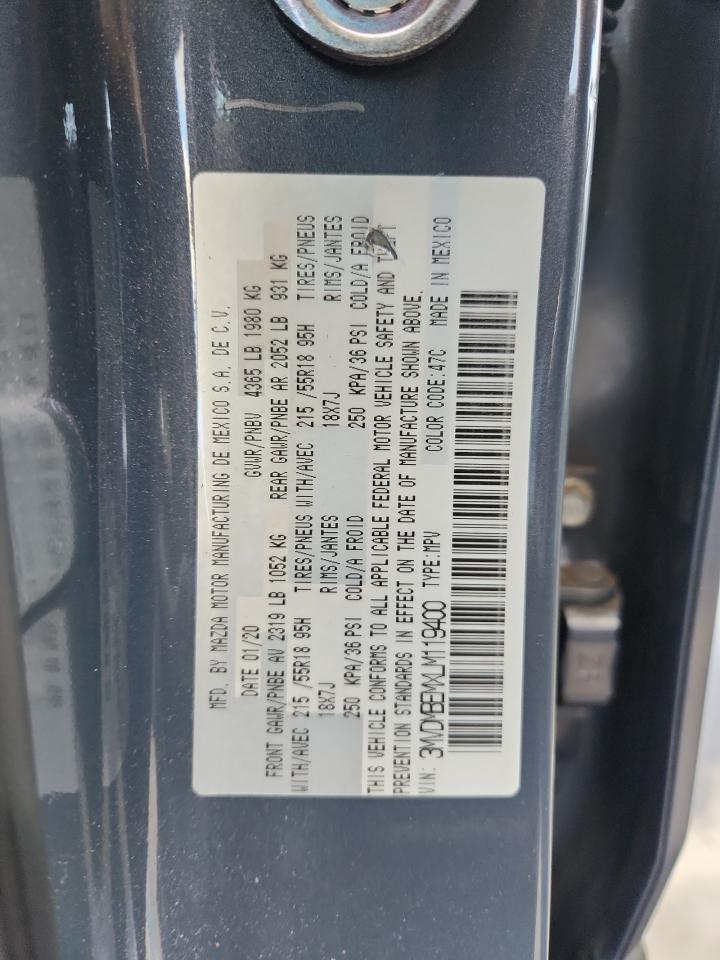 MFD. BY MAZDA MOTOR MANUFACTURING DE MEXICO S.A. DE C.V.
DATE 01/20 GVWR/PNBV 4365 LB 1980 KG
FRONT GAWR/PNBE AV 2319 LB 1052 KG REAR GAWR/PNBE AR 2052 LB 931 KG
WITH/AVEC 215 /55R18 95H TIRES/PNEUS WITH/AVEC 215 /55R18 95H TIRES/PNEUS
18X7J RIMS/JANTES 18X7J RIMS/JANTES
250 KPA/36 PSI COLD/A FROID 250 KPA/36 PSI COLD/A FROID
THIS VEHICLE CONFORMS TO ALL APPLICABLE FEDERAL MOTOR VEHICLE SAFETY AND
PREVENTION STANDARDS IN EFFECT ON THE DATE OF MANUFACTURE SHOWN ABOVE.
VIN: 3MVDMBEMXLM119400 TYPE:MPV COLOR CODE:47C MADE IN MEXICO